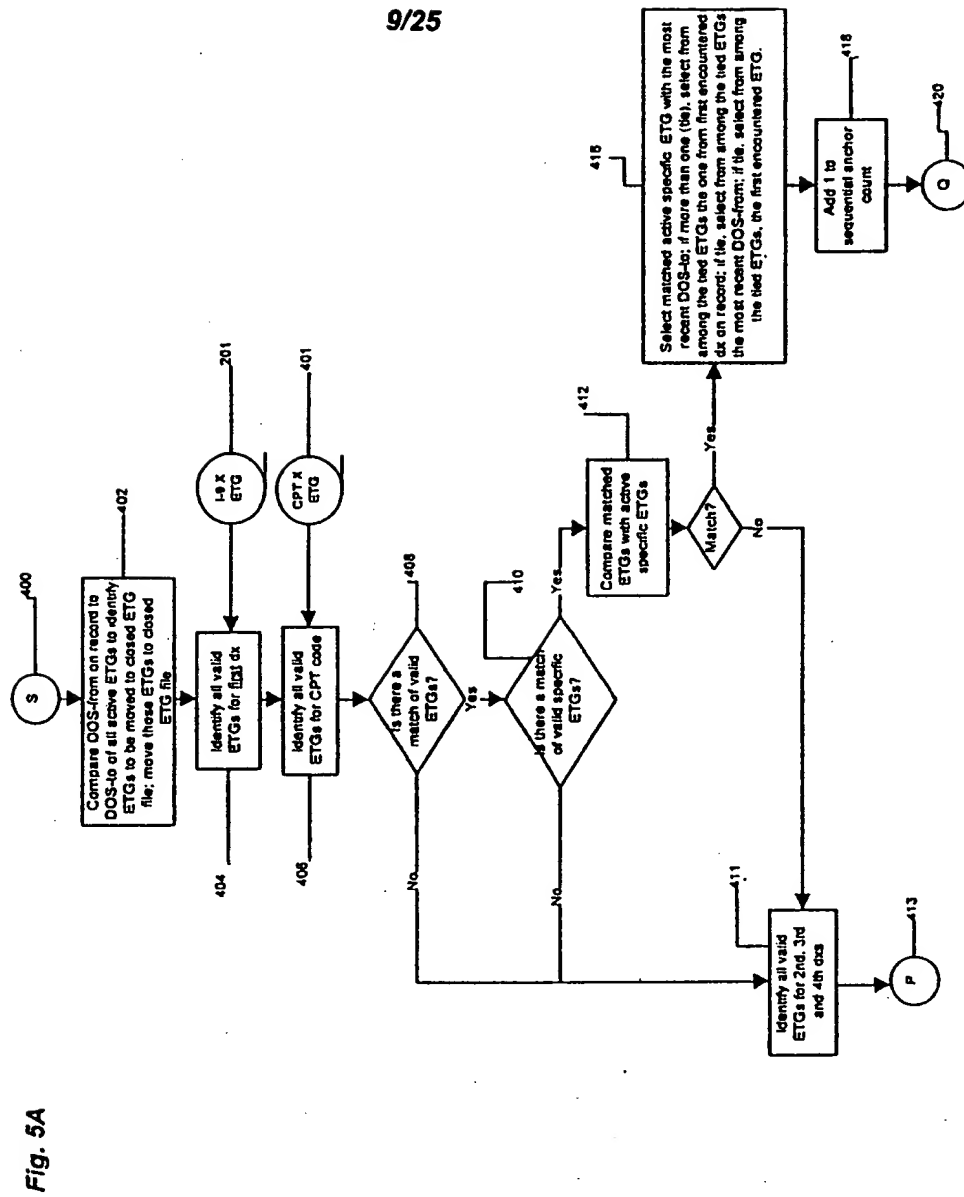 9/25
Fig. 5A
S
400
Compare DOS-from on record to
DOS-to of all active ETGs to identify
ETGs to be moved to closed ETG
file; move those ETGs to closed
ETG file
402
I-9 X
ETG
201
Identify all valid
ETGs for first dx
404
CPT X
ETG
401
Identify all valid
ETGs for CPT code
406
Is there a
match of valid
ETGs?
408
No
Yes
Is there a match
of valid specific
ETGs?
410
No
Yes
Compare matched
ETGs with active
specific ETGs
412
Match?
Yes
No
Identify all valid
ETGs for 2nd, 3rd
and 4th dxs
411
P
413
Select matched active specific ETG with the most
recent DOS-to; if more than one (tie), select from
among the tied ETGs the one from first encountered
dx on record; if tie, select from among the tied ETGs
the most recent DOS-from; if tie, select from among
the tied ETGs, the first encountered ETG.
415
Add 1 to
sequential anchor
count
418
Q
420